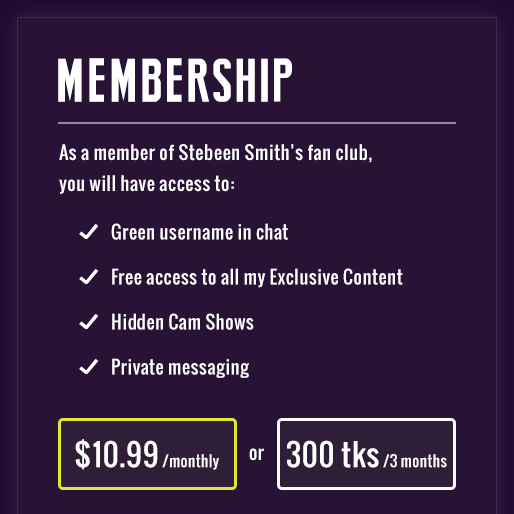 MEMBERSHIP
As a member of Stebeen Smith's fan club,
you will have access to:
Green username in chat
Free access to all my Exclusive Content
Hidden Cam Shows
Private messaging
$10.99 /monthly or 300 tks /3 months